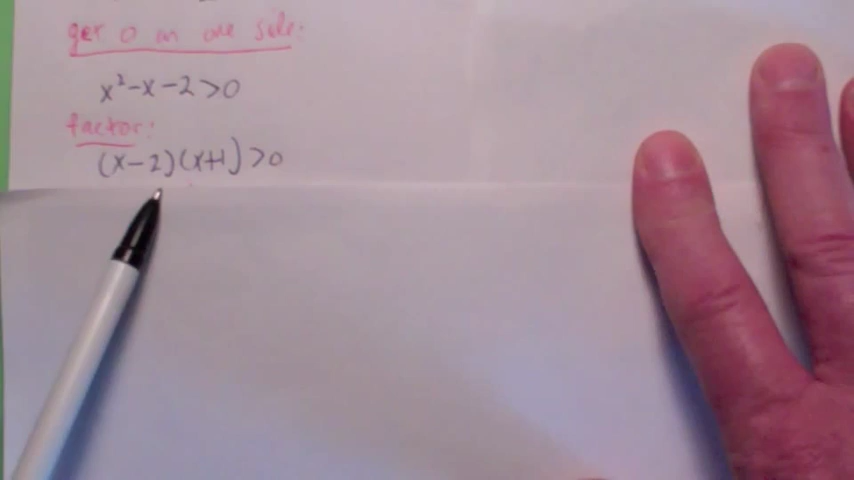 get 0 on one side:
x²-x-2>0
factor:
(x-2)(x+1)>0